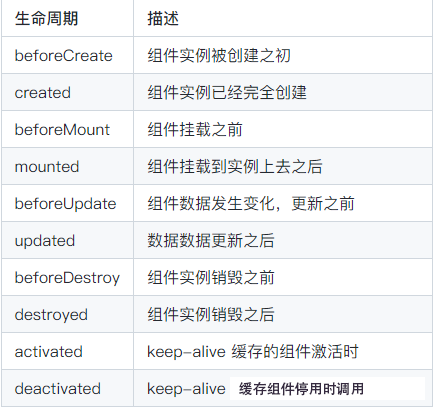 生命周期 描述
beforeCreate 组件实例被创建之初
created 组件实例已经完全创建
beforeMount 组件挂载之前
mounted 组件挂载到实例上去之后
beforeUpdate 组件数据发生变化，更新之前
updated 数据数据更新之后
beforeDestroy 组件实例销毁之前
destroyed 组件实例销毁之后
activated keep-alive 缓存的组件激活时
deactivated keep-alive 缓存组件停用时调用